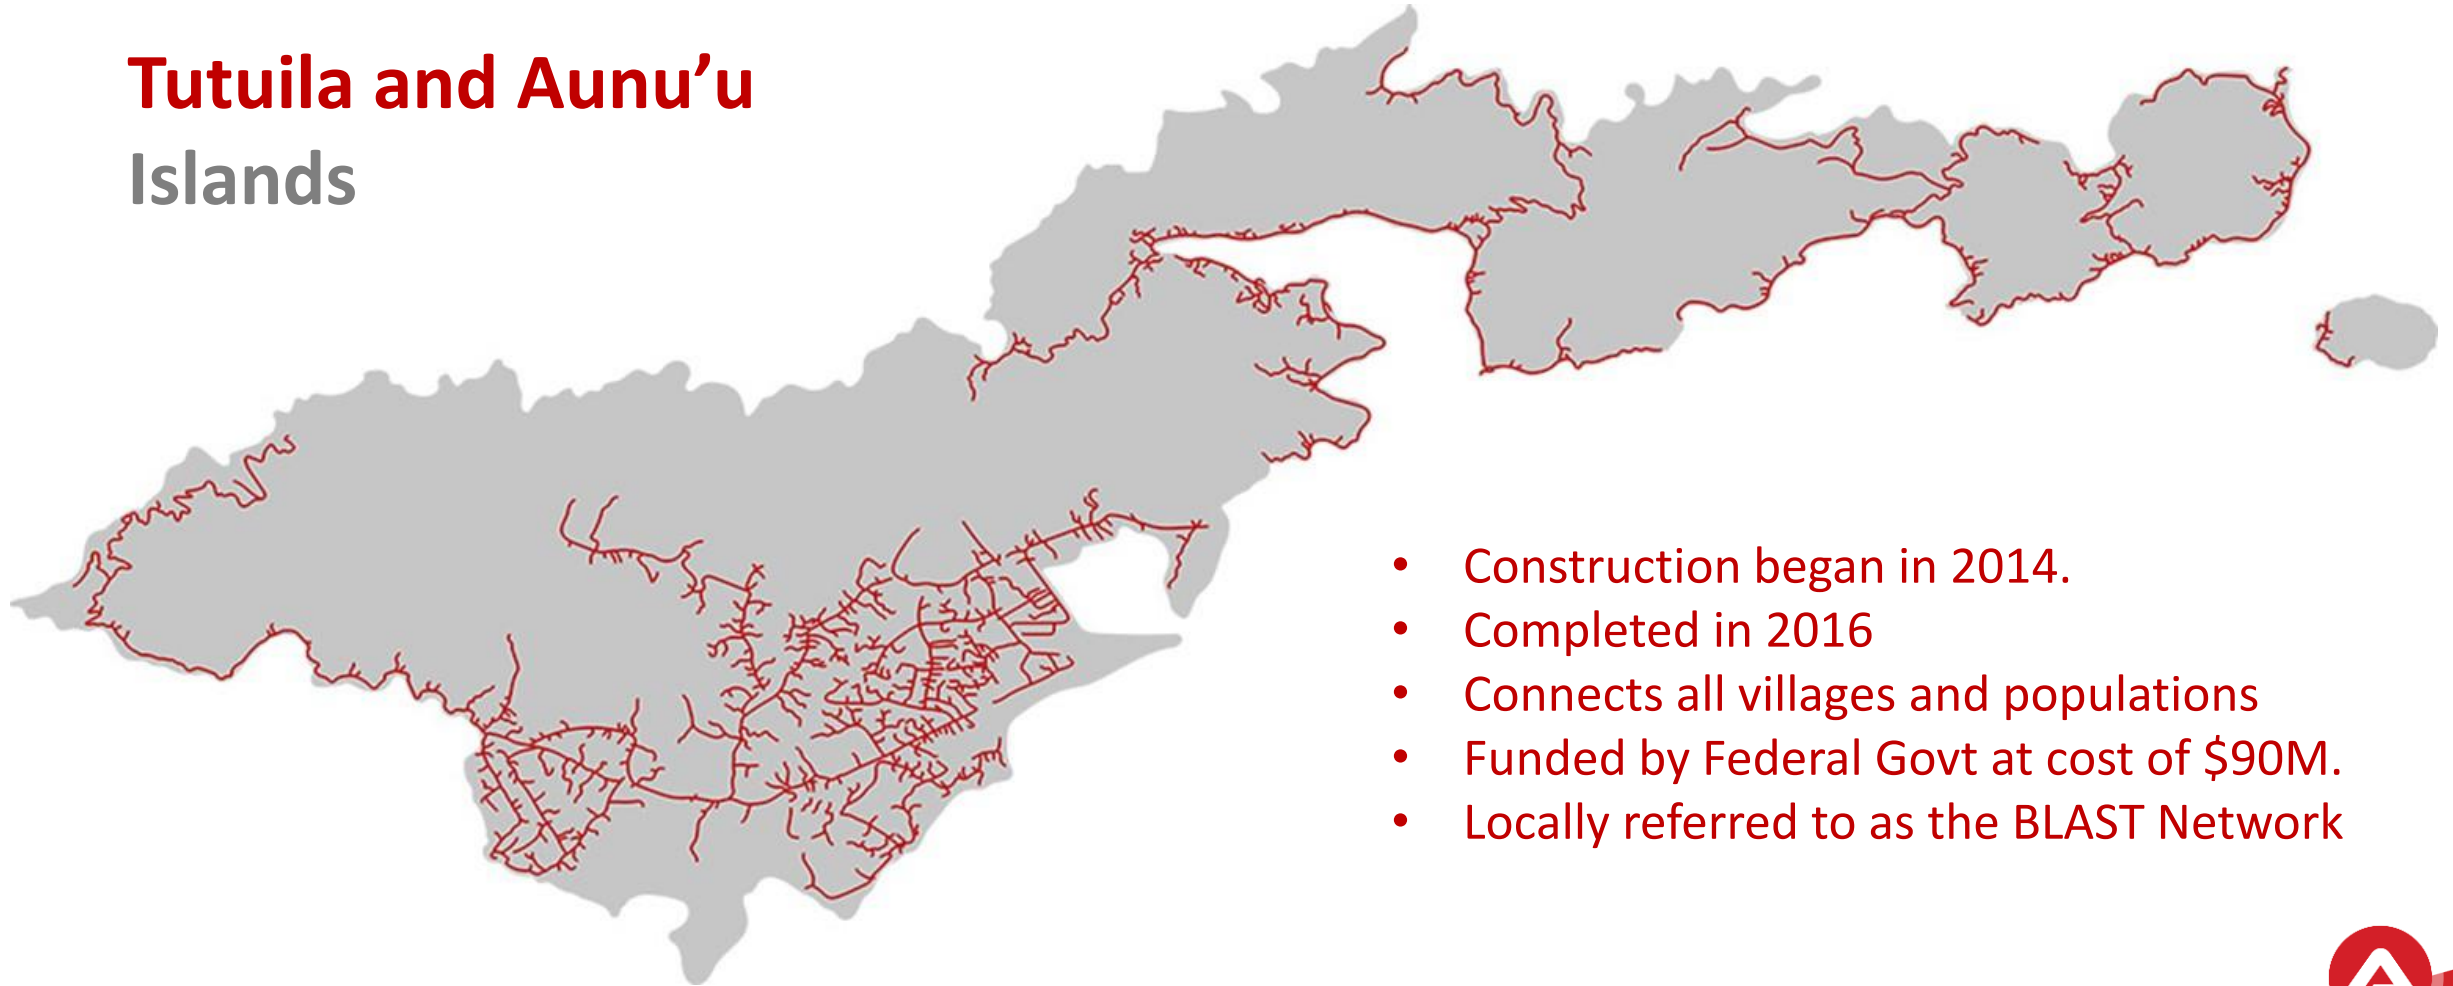 Tutuila and Aunu’u
Islands
• Construction began in 2014.
• Completed in 2016
• Connects all villages and populations
• Funded by Federal Govt at cost of $90M.
• Locally referred to as the BLAST Network